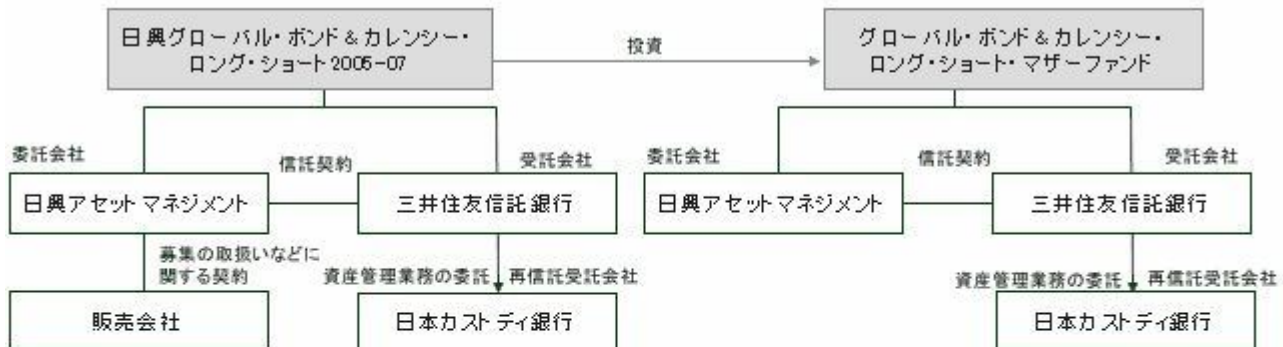 日興グローバル・ボンド＆カレンシー・
ロング・ショート2005-07
投資
グローバル・ボンド＆カレンシー・
ロング・ショート・マザーファンド
委託会社
信託契約
受託会社
委託会社
信託契約
受託会社
日興アセットマネジメント
三井住友信託銀行
日興アセットマネジメント
三井住友信託銀行
募集の取扱いなどに
関する契約
資産管理業務の委託
再信託受託会社
資産管理業務の委託
再信託受託会社
販売会社
日本カストディ銀行
日本カストディ銀行